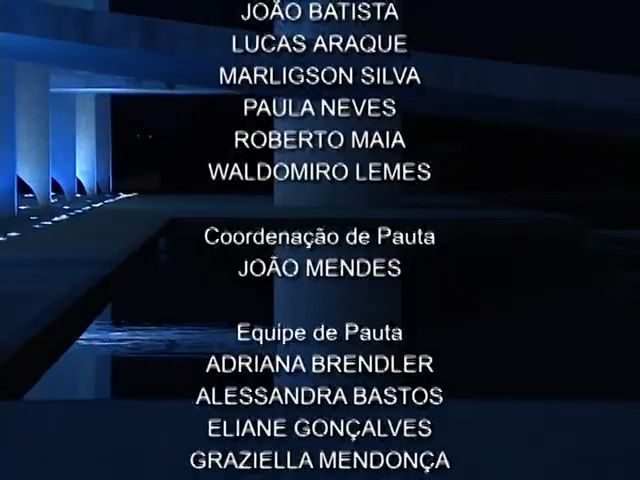 JOÃO BATISTA
LUCAS ARAQUE
MARLIGSON SILVA
PAULA NEVES
ROBERTO MAIA
WALDOMIRO LEMES
Coordenação de Pauta
JOÃO MENDES
Equipe de Pauta
ADRIANA BRENDLER
ALESSANDRA BASTOS
ELIANE GONÇALVES
GRAZIELLA MENDONÇA